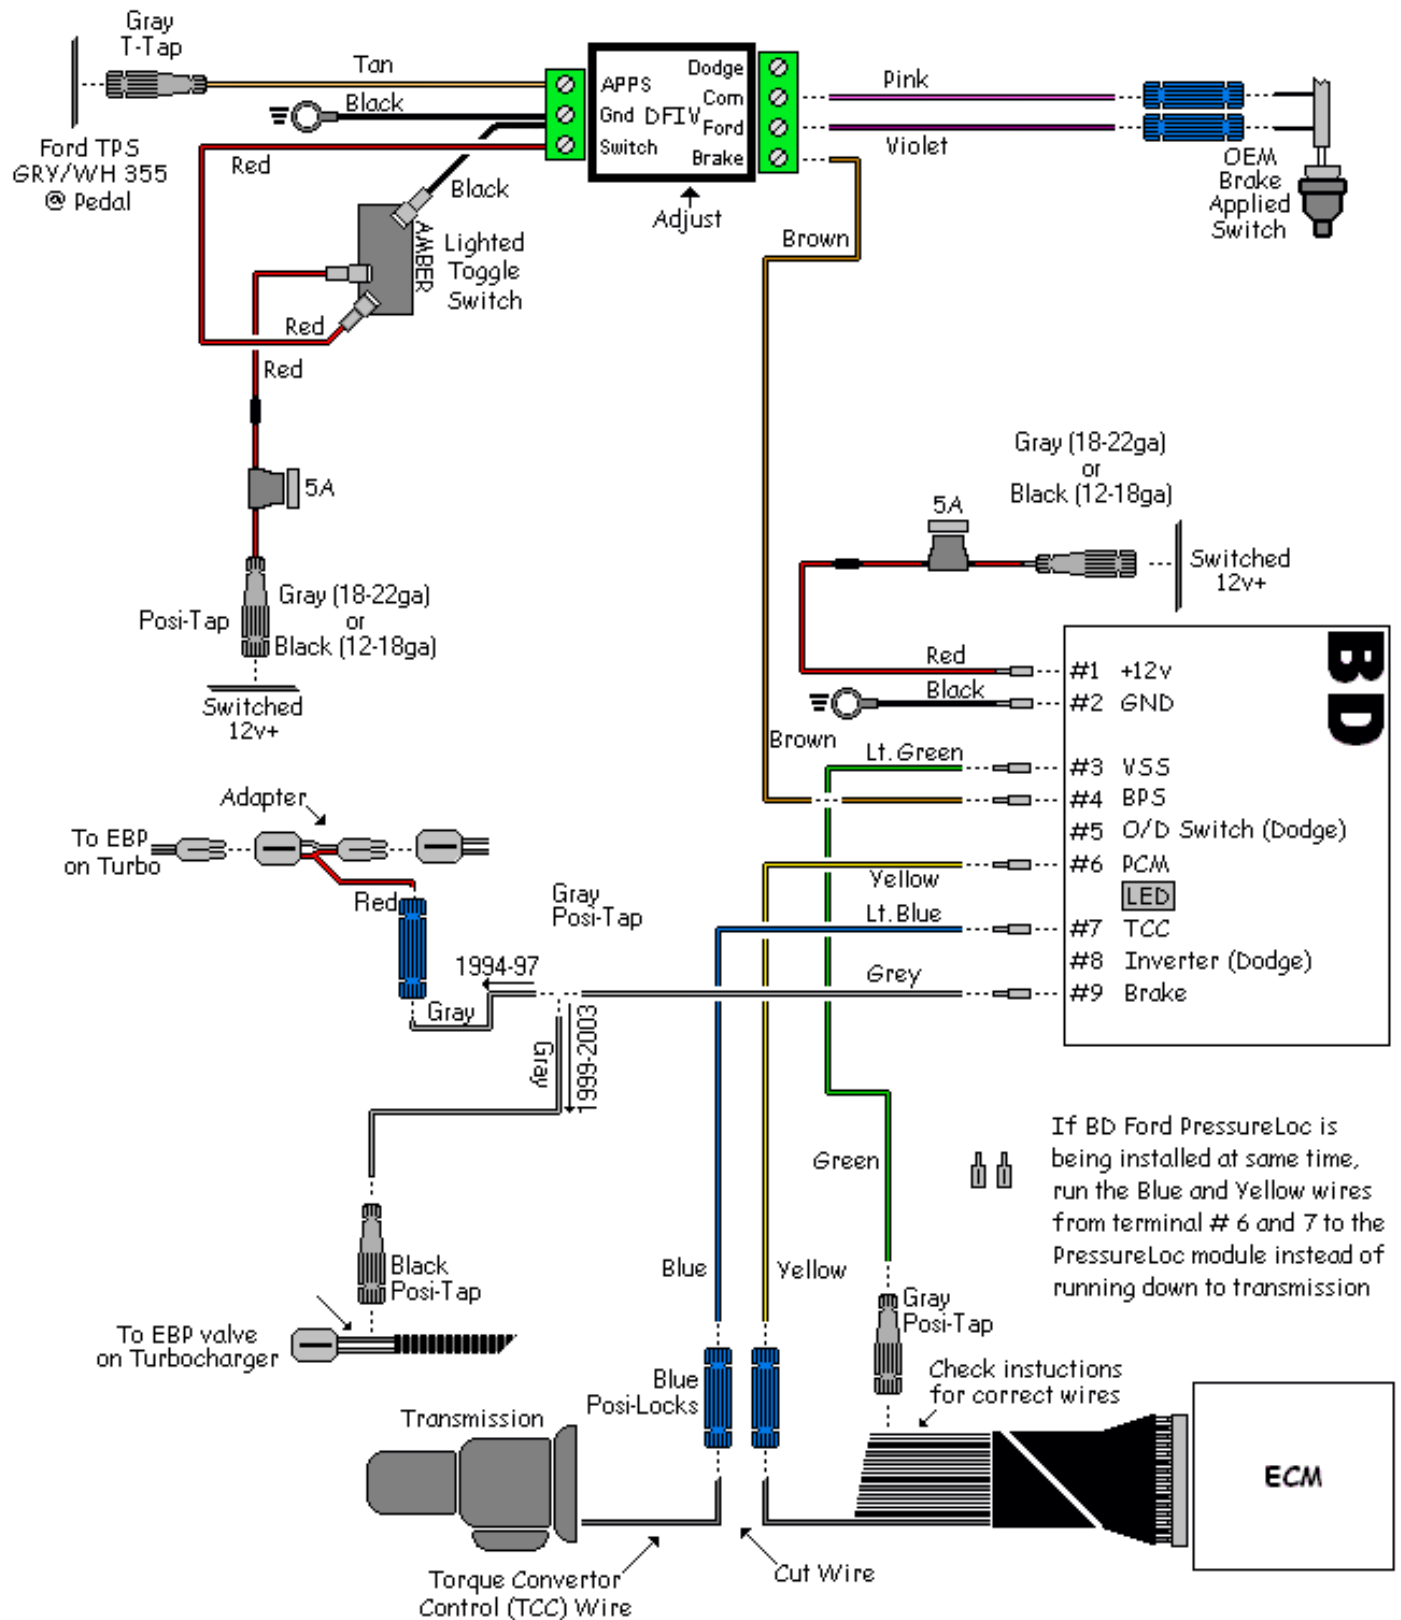 Gray
T-Tap
Tan
Black
Red
Ford TPS
GRY/WH 355
@ Pedal
APPS
Gnd
Switch
DFIV
Dodge
Com
Ford
Brake
Adjust
Pink
Violet
OEM
Brake
Applied
Switch
Black
AMBER
Lighted
Toggle
Switch
Red
Red
Brown
5A
Gray (18-22ga)
or
Black (12-18ga)
Posi-Tap
Switched
12v+
Gray (18-22ga)
or
Black (12-18ga)
5A
Switched
12v+
BD
Red
#1 +12v
Black
#2 GND
Brown
Lt. Green
#3 VSS
#4 BPS
#5 O/D Switch (Dodge)
#6 PCM
Yellow
LED
Lt. Blue
#7 TCC
#8 Inverter (Dodge)
Grey
#9 Brake
Adapter
To EBP
on Turbo
Red
Gray
Posi-Tap
1994-97
Gray
Gray
1999-2003
Black
Posi-Tap
To EBP valve
on Turbocharger
Green
Blue
Yellow
If BD Ford PressureLoc is
being installed at same time,
run the Blue and Yellow wires
from terminal # 6 and 7 to the
PressureLoc module instead of
running down to transmission
Gray
Posi-Tap
Blue
Posi-Locks
Check instuctions
for correct wires
Transmission
ECM
Torque Convertor
Control (TCC) Wire
Cut Wire